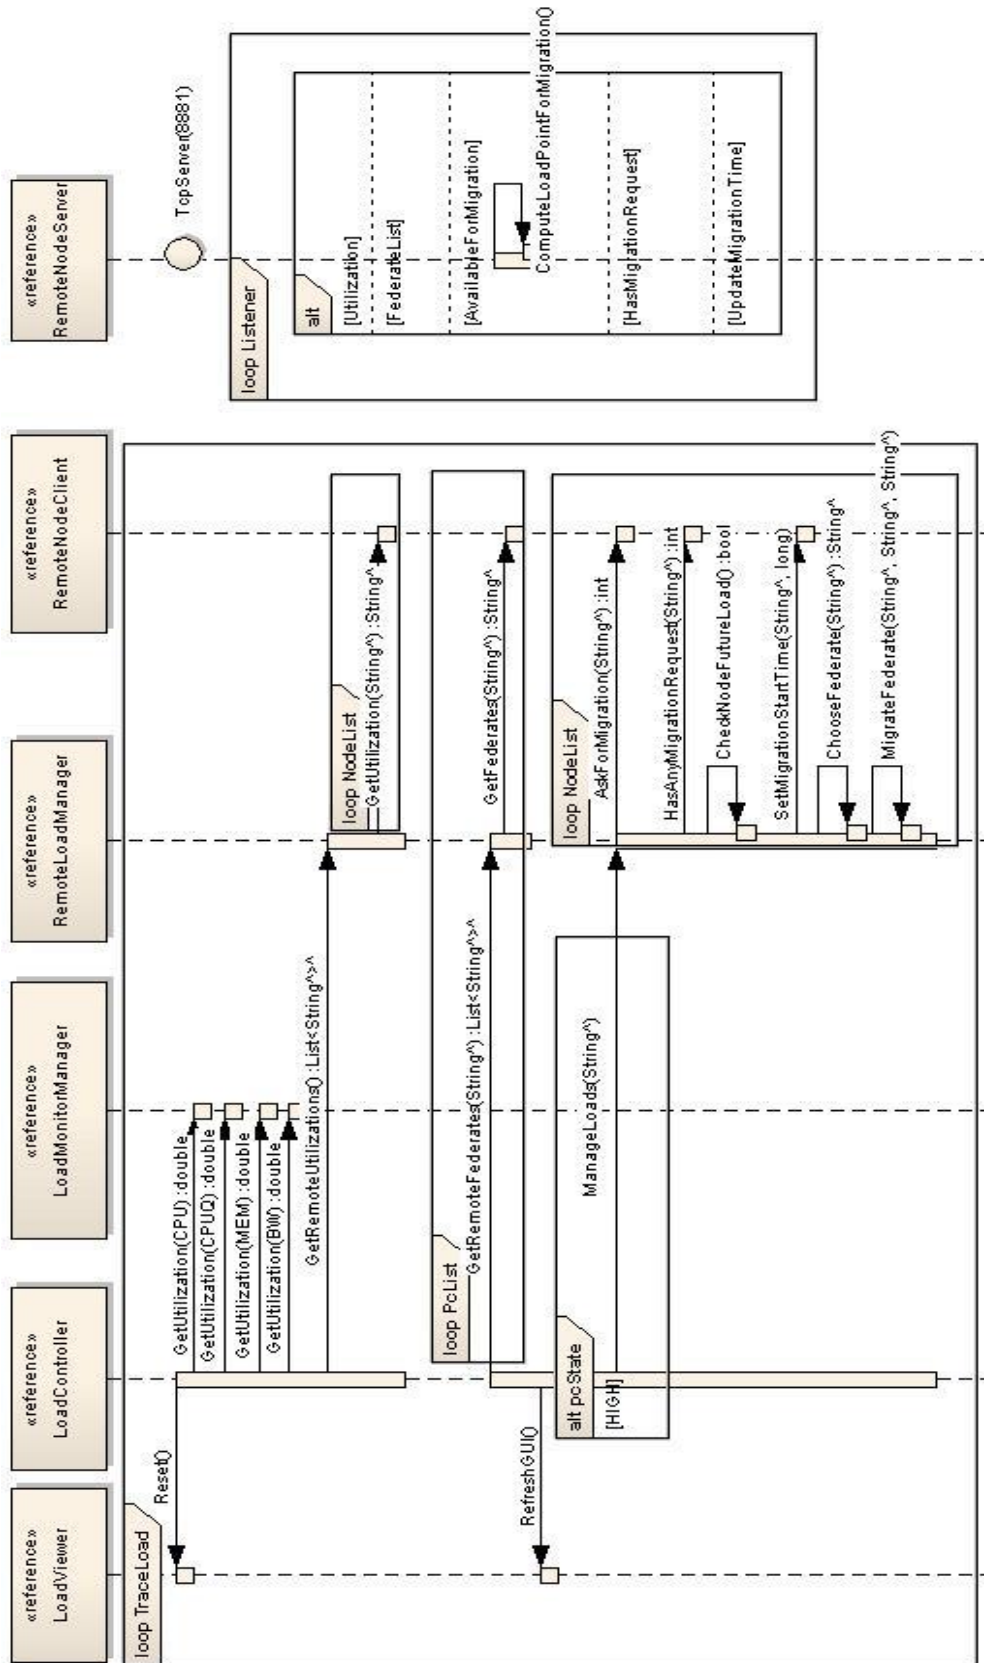 «reference»
LoadViewer
«reference»
LoadController
«reference»
LoadMonitorManager
«reference»
RemoteLoadManager
«reference»
RemoteNodeClient
«reference»
RemoteNodeServer
loop TraceLoad
Reset()
GetUtilization(CPU) :double
GetUtilization(CPUQ) :double
GetUtilization(MEM) :double
GetUtilization(BW) :double
GetRemoteUtilizations() :List<String^>^
loop NodeList
GetUtilization(String^) :String^
loop PcList
GetRemoteFederates(String^) :List<String^>^
GetFederates(String^) :String^
RefreshGUI()
alt pcState
[HIGH]
ManageLoads(String^)
loop NodeList
AskForMigration(String^) :int
HasAnyMigrationRequest(String^) :int
CheckNodeFutureLoad() :bool
SetMigrationStartTime(String^, long)
ChooseFederate(String^) :String^
MigrateFederate(String^, String^, String^)
TopServer(8881)
loop Listener
alt
[Utilization]
[FederateList]
[AvailableForMigration]
ComputeLoadPointForMigration()
[HasMigrationRequest]
[UpdateMigrationTime]